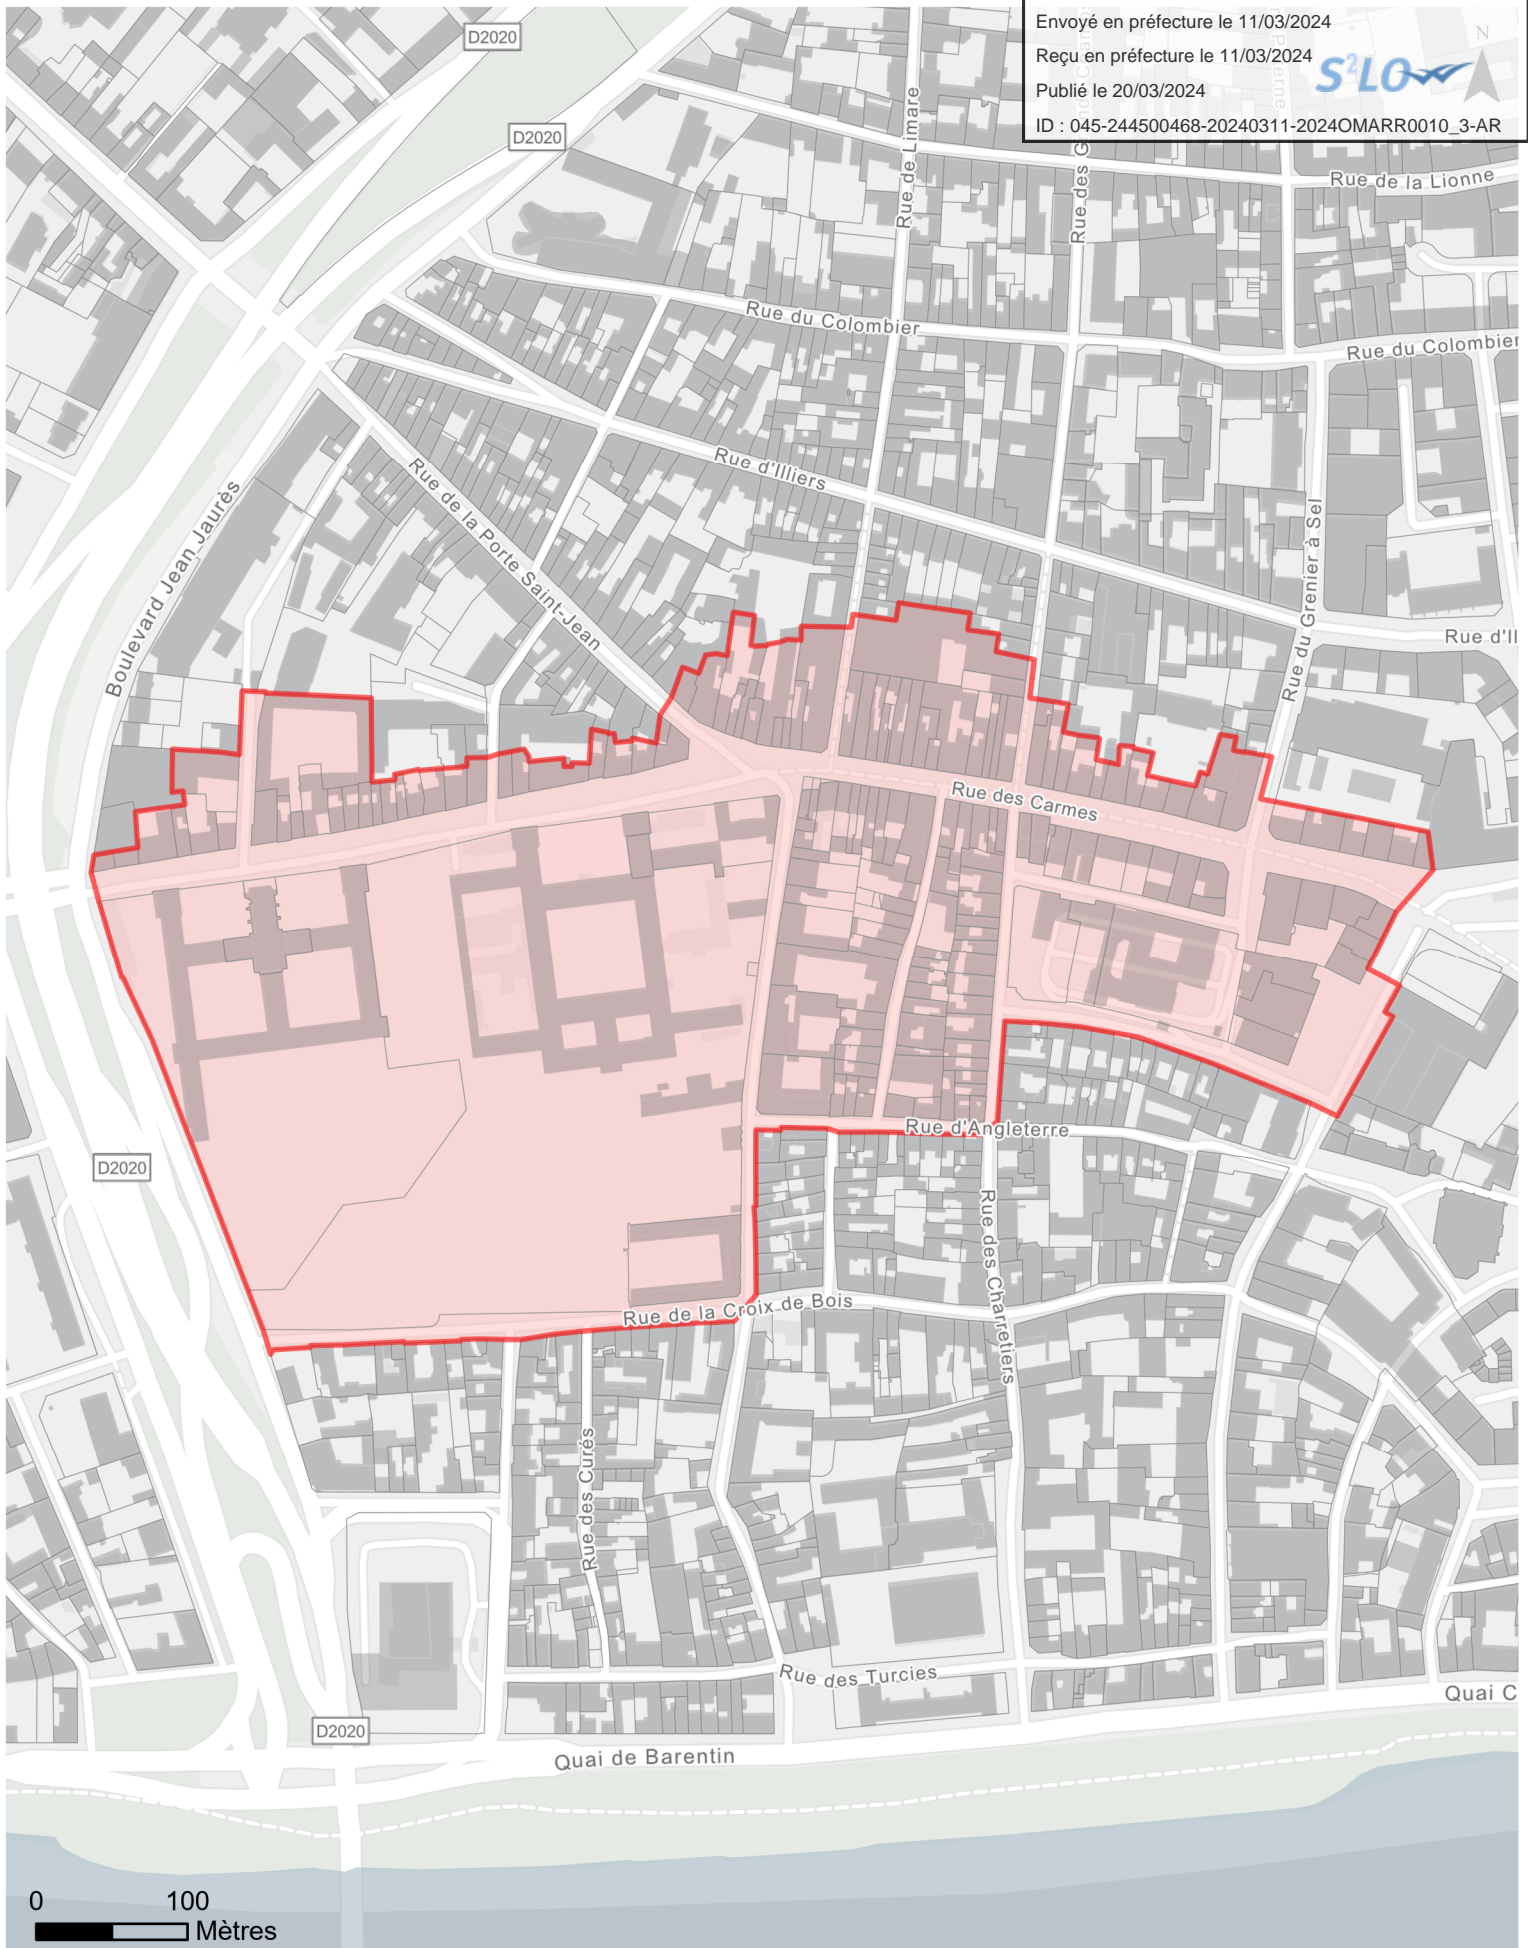 Envoyé en préfecture le 11/03/2024
Reçu en préfecture le 11/03/2024
Publié le 20/03/2024
S²LO
ID : 045-244500468-20240311-2024OMARR0010_3-AR
N
D2020
D2020
Rue de Limare
Rue des G
Rue de la Lionne
Rue du Colombier
Rue du Colombier
Rue d'Illiers
Rue de la Porte Saint-Jean
Boulevard Jean Jaurès
Rue du Grenier à Sel
Rue d'Il
Rue des Carmes
Rue d'Angleterre
D2020
Rue des Charretiers
Rue de la Croix de Bois
Rue des Curés
Rue des Turcies
Quai C
D2020
Quai de Barentin
0 100
Mètres